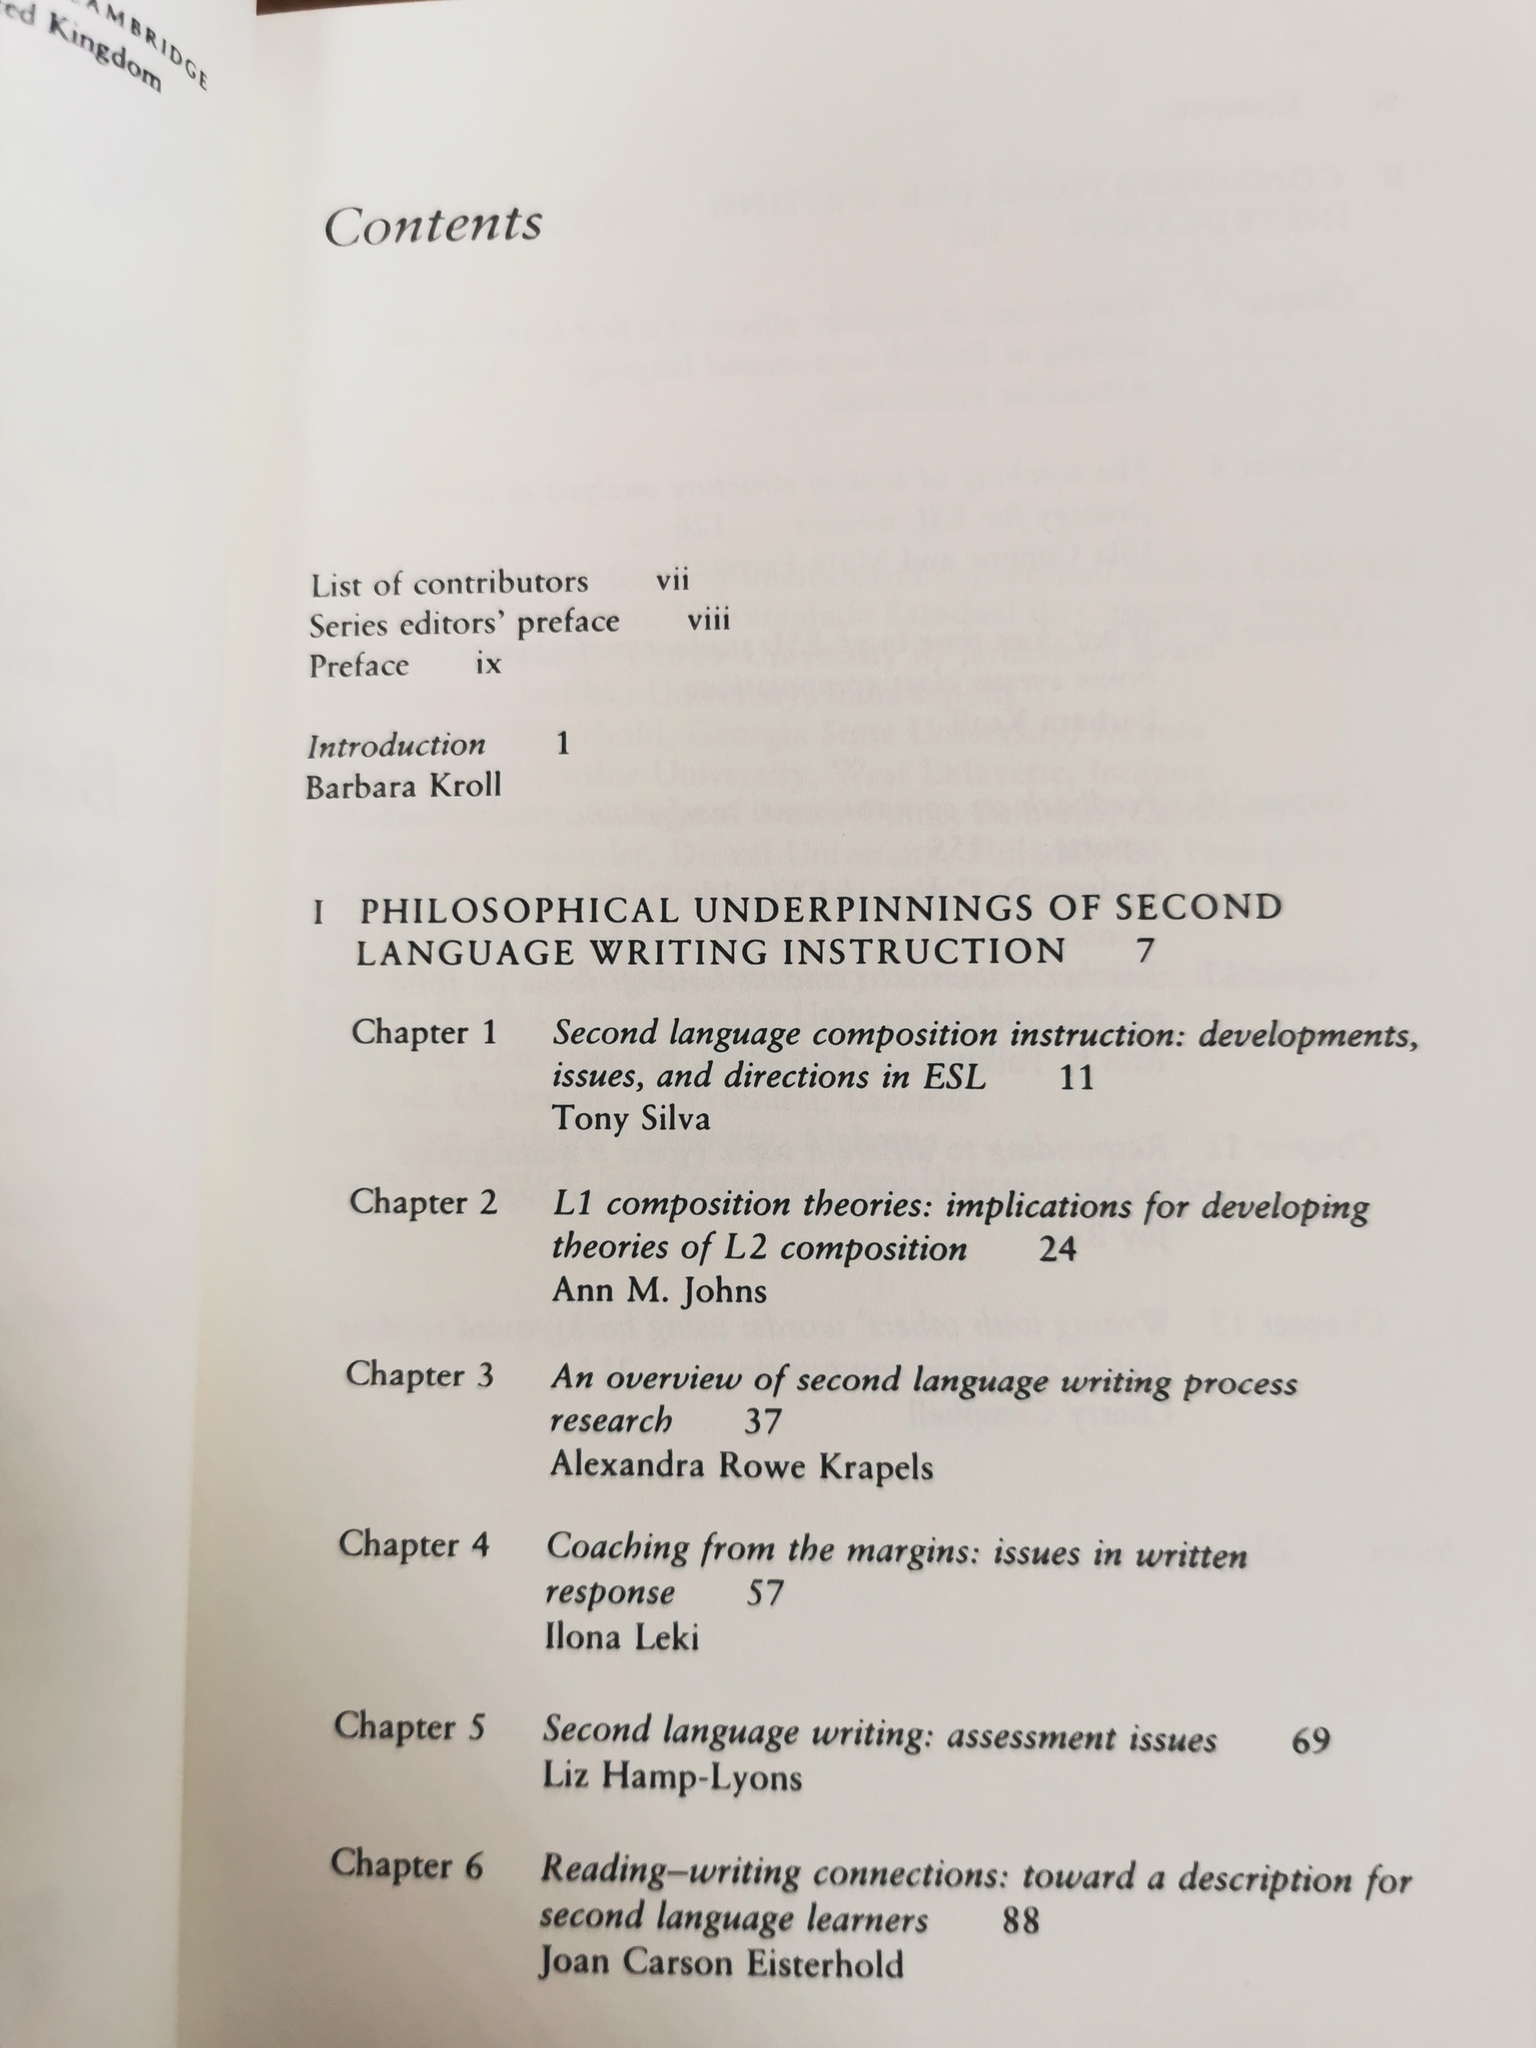 CAMBRIDGE
Kingdom
Contents
List of contributors vii
Series editors' preface viii
Preface ix
Introduction 1
Barbara Kroll
I PHILOSOPHICAL UNDERPINNINGS OF SECOND
LANGUAGE WRITING INSTRUCTION 7
Chapter 1 Second language composition instruction: developments,
issues, and directions in ESL 11
Tony Silva
Chapter 2 L1 composition theories: implications for developing
theories of L2 composition 24
Ann M. Johns
Chapter 3 An overview of second language writing process
research 37
Alexandra Rowe Krapels
Chapter 4 Coaching from the margins: issues in written
response 57
Ilona Leki
Chapter 5 Second language writing: assessment issues 69
Liz Hamp-Lyons
Chapter 6 Reading–writing connections: toward a description for
second language learners 88
Joan Carson Eisterhold